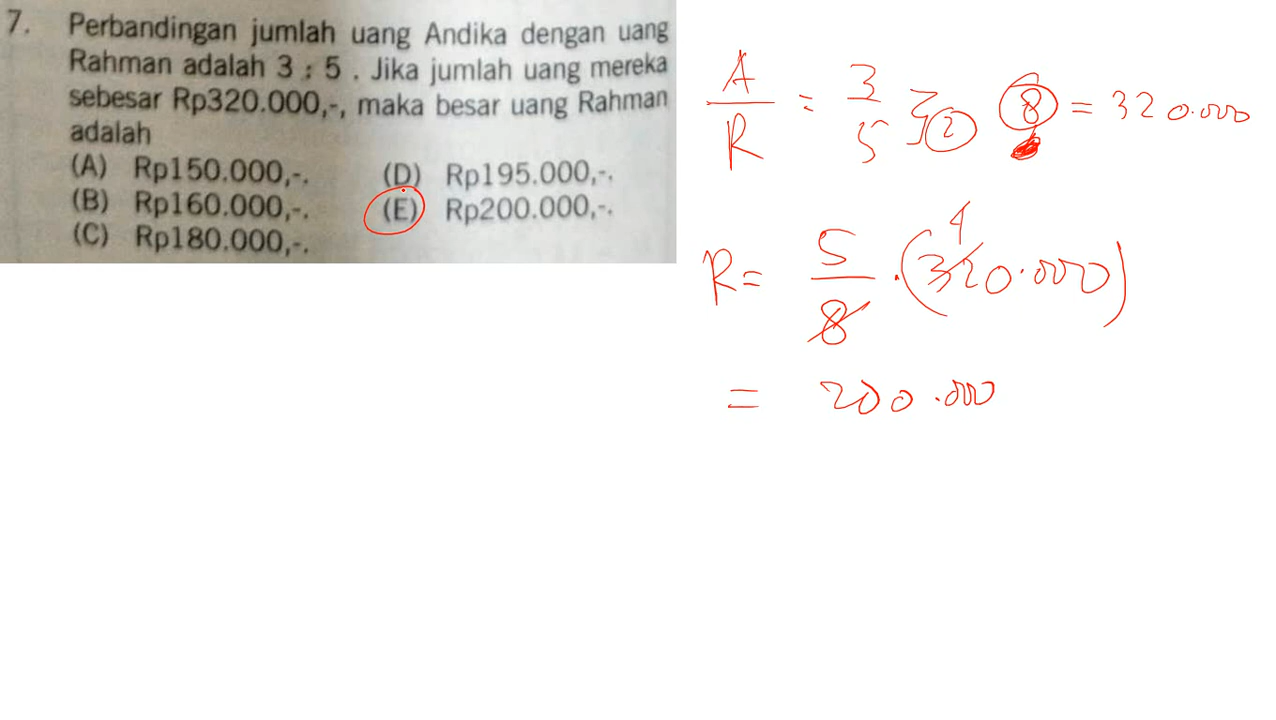 7. Perbandingan jumlah uang Andika dengan uang
Rahman adalah 3 : 5 . Jika jumlah uang mereka
sebesar Rp320.000,-, maka besar uang Rahman
adalah
(A) Rp150.000,-. (D) Rp195.000,-.
(B) Rp160.000,-. (E) Rp200.000,-.
(C) Rp180.000,-.
A/R = 3/5 } 2 8 = 320.000
R = 5/8 . (320.000) 4
= 200.000